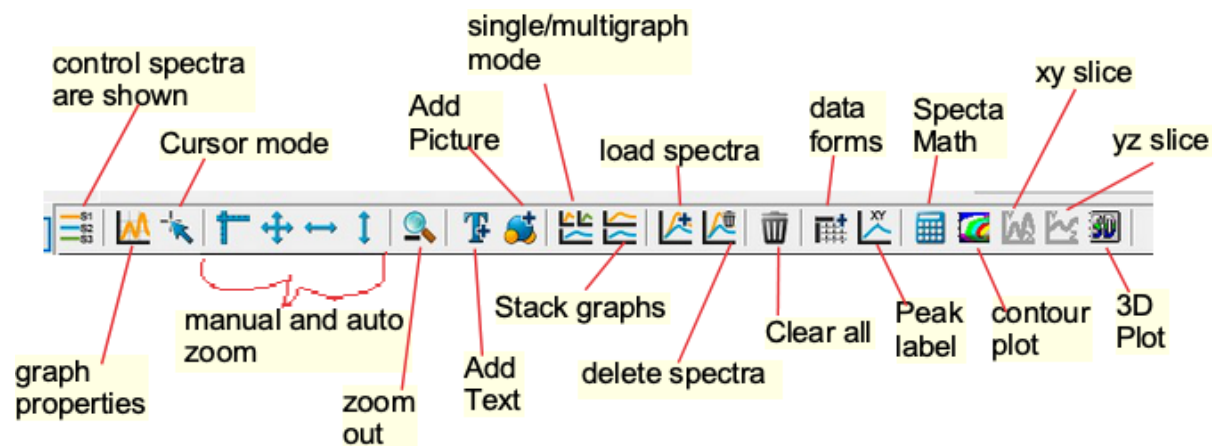 single/multigraph
mode
control spectra
are shown
xy slice
Add
Picture
data
forms
Specta
Math
Cursor mode
load spectra
yz slice
S1
S2
S3
XY
3D
manual and auto
zoom
Stack graphs
Clear all
Peak
label
contour
plot
3D
Plot
graph
properties
zoom
out
Add
Text
delete spectra